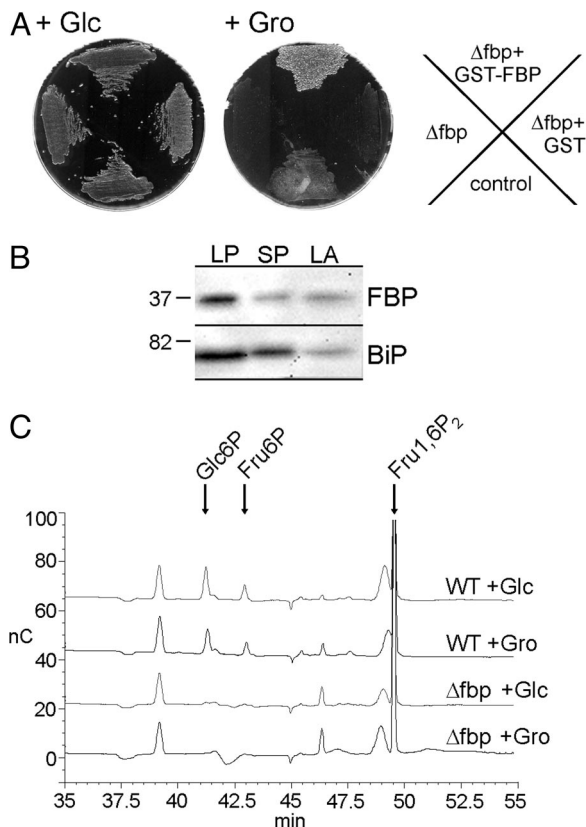 A + Glc + Gro
Δfbp+
GST-FBP
Δfbp
Δfbp+
GST
control
B
LP SP LA
37 FBP
82
BiP
C
Glc6P
Fru6P
Fru1,6P₂
100
80
60
nC
40
20
0
WT +Glc
WT +Gro
Δfbp +Glc
Δfbp +Gro
35 37.5 40 42.5 45 47.5 50 52.5 55
min